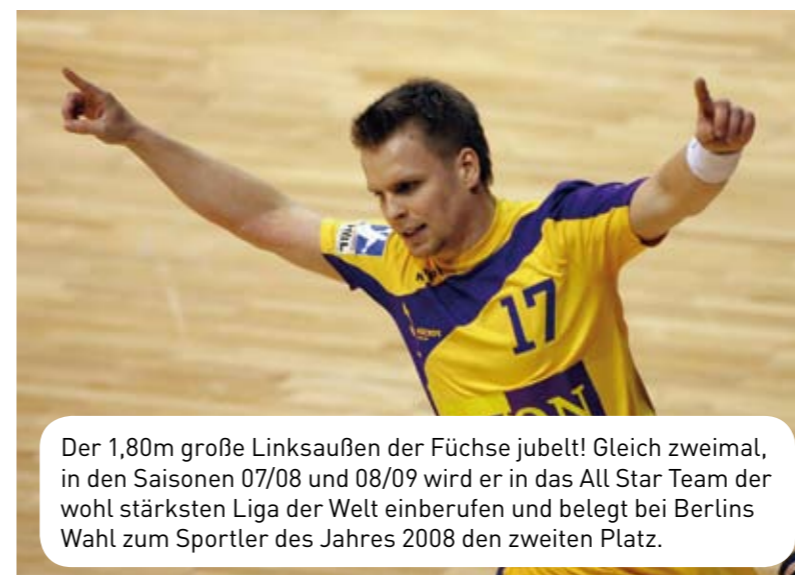 17
Der 1,80m große Linksaußen der Füchse jubelt! Gleich zweimal,
in den Saisonen 07/08 und 08/09 wird er in das All Star Team der
wohl stärksten Liga der Welt einberufen und belegt bei Berlins
Wahl zum Sportler des Jahres 2008 den zweiten Platz.